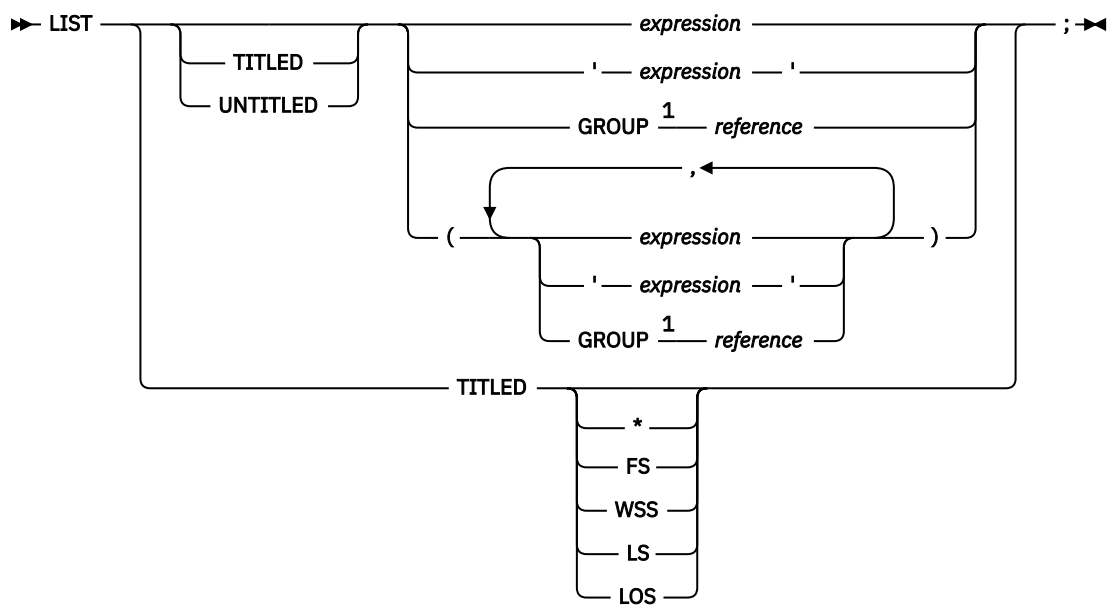 LIST expression ;
TITLED ' expression '
UNTITLED
GROUP 1 reference
,
( expression )
' expression '
GROUP 1 reference
TITLED
*
FS
WSS
LS
LOS